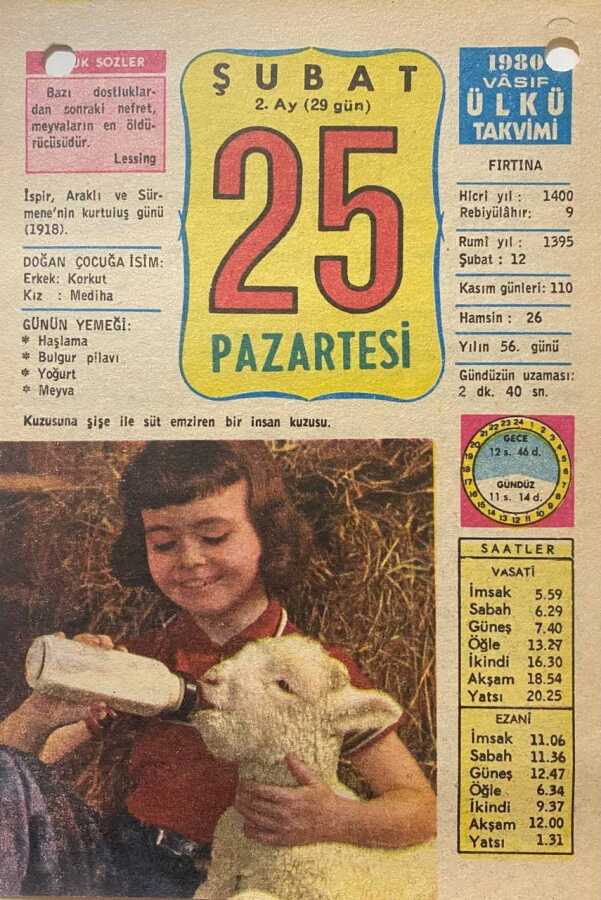 UK SOZLER
Bazı dostluklar-
dan sonraki nefret,
meyvaların en öldü-
rücüsüdür.
Lessing
İspir, Araklı ve Sür-
mene'nin kurtuluş günü
(1918).
DOĞAN ÇOCUĞA İSİM:
Erkek: Korkut
Kız : Mediha
GÜNÜN YEMEĞİ:
* Haşlama
* Bulgur pilavı
* Yoğurt
* Meyva
ŞUBAT
2. Ay (29 gün)
25
PAZARTESİ
1980
VÂSIF
ÜLKÜ
TAKVİMİ
FIRTINA
Hicrî yıl : 1400
Rebiyülâhır: 9
Rumî yıl : 1395
Şubat : 12
Kasım günleri: 110
Hamsin : 26
Yılın 56. günü
Gündüzün uzaması:
2 dk. 40 sn.
Kuzusuna şişe ile süt emziren bir insan kuzusu.
GECE
12 s. 46 d.
GÜNDÜZ
11 s. 14 d.
SAATLER
VASATİ
İmsak 5.59
Sabah 6.29
Güneş 7.40
Öğle 13.27
İkindi 16.30
Akşam 18.54
Yatsı 20.25
EZANİ
İmsak 11.06
Sabah 11.36
Güneş 12.47
Öğle 6.34
İkindi 9.37
Akşam 12.00
Yatsı 1.31